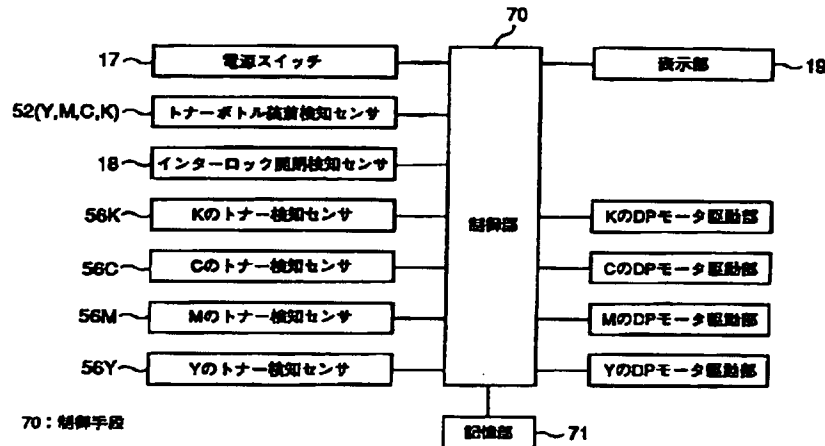 70
17 電源スイッチ
表示部 19
52(Y,M,C,K) トナーボトル装着検知センサ
18 インターロック開閉検知センサ
56K Kのトナー検知センサ
制御部
KのDPモータ駆動部
56C Cのトナー検知センサ
CのDPモータ駆動部
56M Mのトナー検知センサ
MのDPモータ駆動部
56Y Yのトナー検知センサ
YのDPモータ駆動部
70：制御手段
記憶部 71